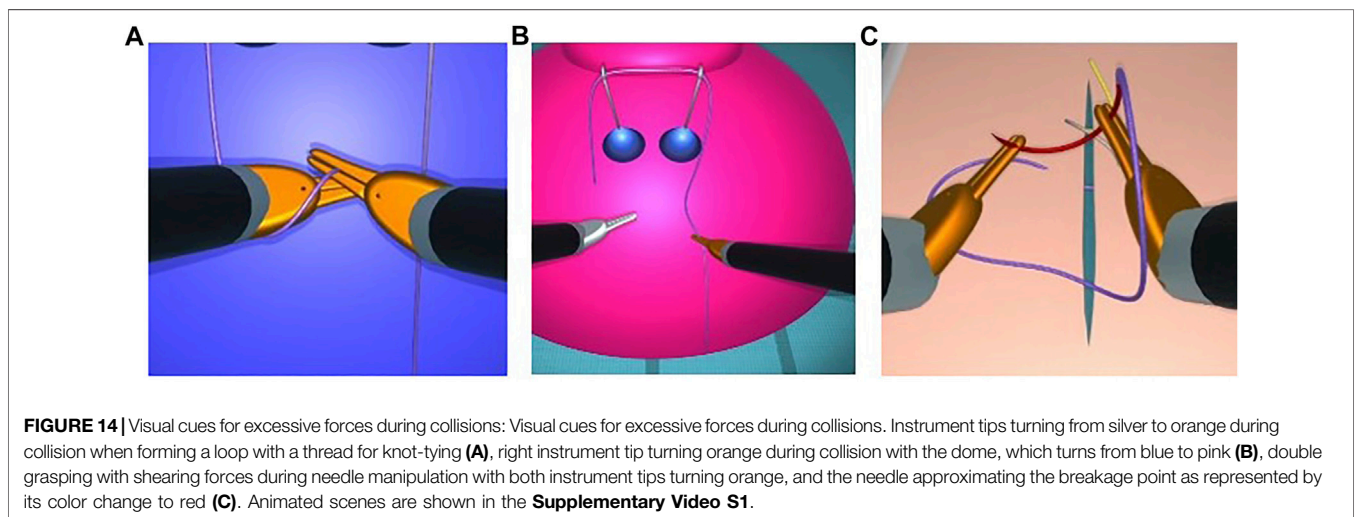 A
B
C
FIGURE 14 | Visual cues for excessive forces during collisions: Visual cues for excessive forces during collisions. Instrument tips turning from silver to orange during
collision when forming a loop with a thread for knot-tying (A), right instrument tip turning orange during collision with the dome, which turns from blue to pink (B), double
grasping with shearing forces during needle manipulation with both instrument tips turning orange, and the needle approximating the breakage point as represented by
its color change to red (C). Animated scenes are shown in the Supplementary Video S1.